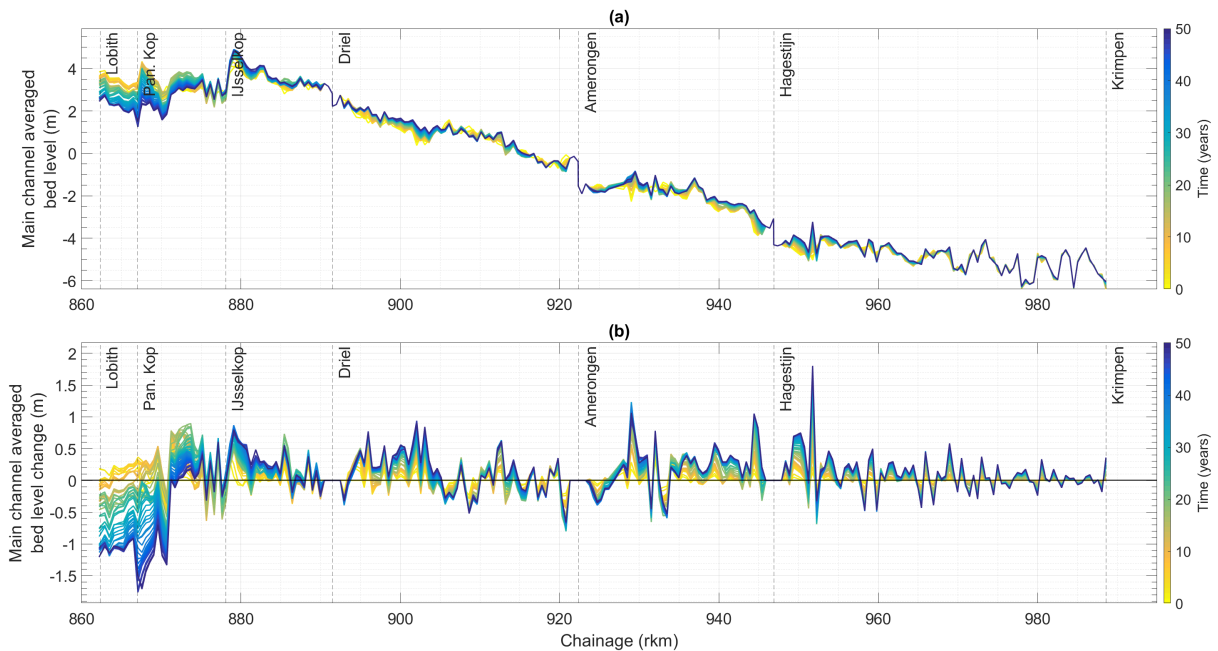 (a)
Main channel averaged
bed level (m)
4
2
0
-2
-4
-6
Lobith
Pan. Kop
IJsselkop
Driel
Amerongen
Hagestijn
Krimpen
860
880
900
920
940
960
980
50
40
30
20
10
0
Time (years)
(b)
Main channel averaged
bed level change (m)
2
1.5
1
0.5
0
-0.5
-1
-1.5
Lobith
Pan. Kop
IJsselkop
Driel
Amerongen
Hagestijn
Krimpen
860
880
900
920
940
960
980
Chainage (rkm)
50
40
30
20
10
0
Time (years)